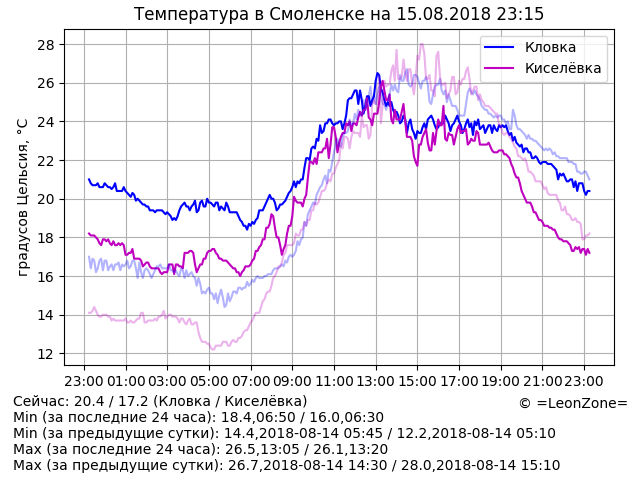 Температура в Смоленске на 15.08.2018 23:15
градусов Цельсия, °C
28
26
24
22
20
18
16
14
12
Кловка
Киселёвка
23:00 01:00 03:00 05:00 07:00 09:00 11:00 13:00 15:00 17:00 19:00 21:00 23:00
Сейчас: 20.4 / 17.2 (Кловка / Киселёвка)
© =LeonZone=
Min (за последние 24 часа): 18.4,06:50 / 16.0,06:30
Min (за предыдущие сутки): 14.4,2018-08-14 05:45 / 12.2,2018-08-14 05:10
Max (за последние 24 часа): 26.5,13:05 / 26.1,13:20
Max (за предыдущие сутки): 26.7,2018-08-14 14:30 / 28.0,2018-08-14 15:10